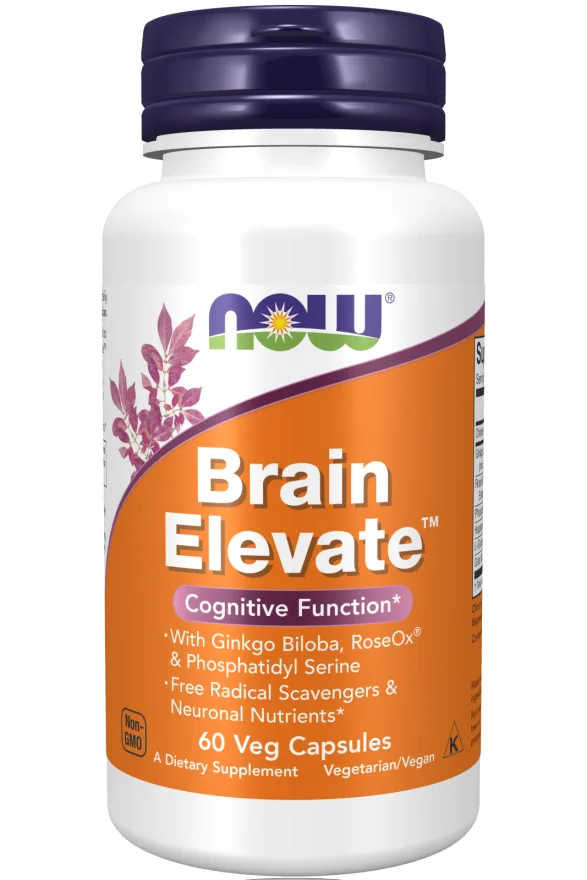 NOW®
Brain
Elevate™
Cognitive Function*
•With Ginkgo Biloba, RoseOx®
& Phosphatidyl Serine
•Free Radical Scavengers &
Neuronal Nutrients*
Non-
GMO
60 Veg Capsules
K
A Dietary Supplement
Vegetarian/Vegan